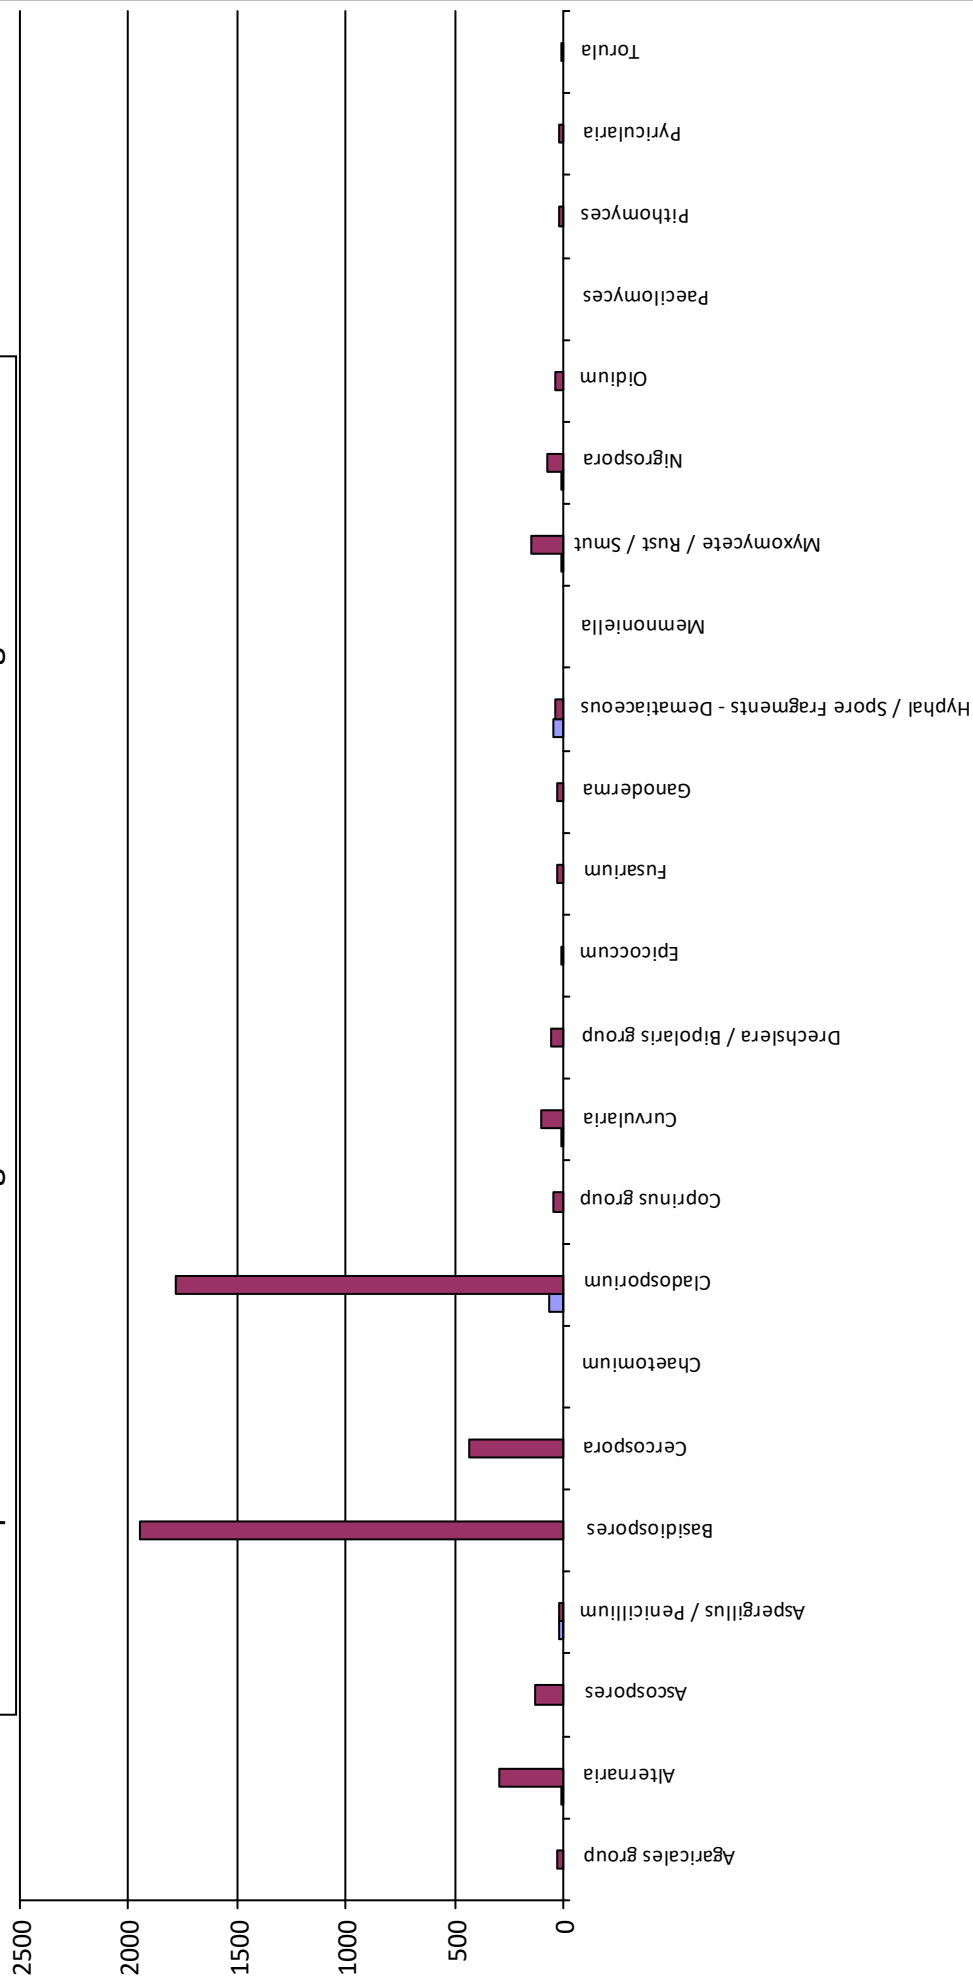 2500
2000
1500
1000
500
0
Agaricales group
Alternaria
Ascospores
Aspergillus / Penicillium
Basidiospores
Cercospora
Chaetomium
Cladosporium
Coprinus group
Curvularia
Drechslera / Bipolaris group
Epicoccum
Fusarium
Ganoderma
Hyphal / Spore Fragments - Dematiaceous
Memnoniella
Myxomycete / Rust / Smut
Nigrospora
Oidium
Paecilomyces
Pithomyces
Pyricularia
Torula